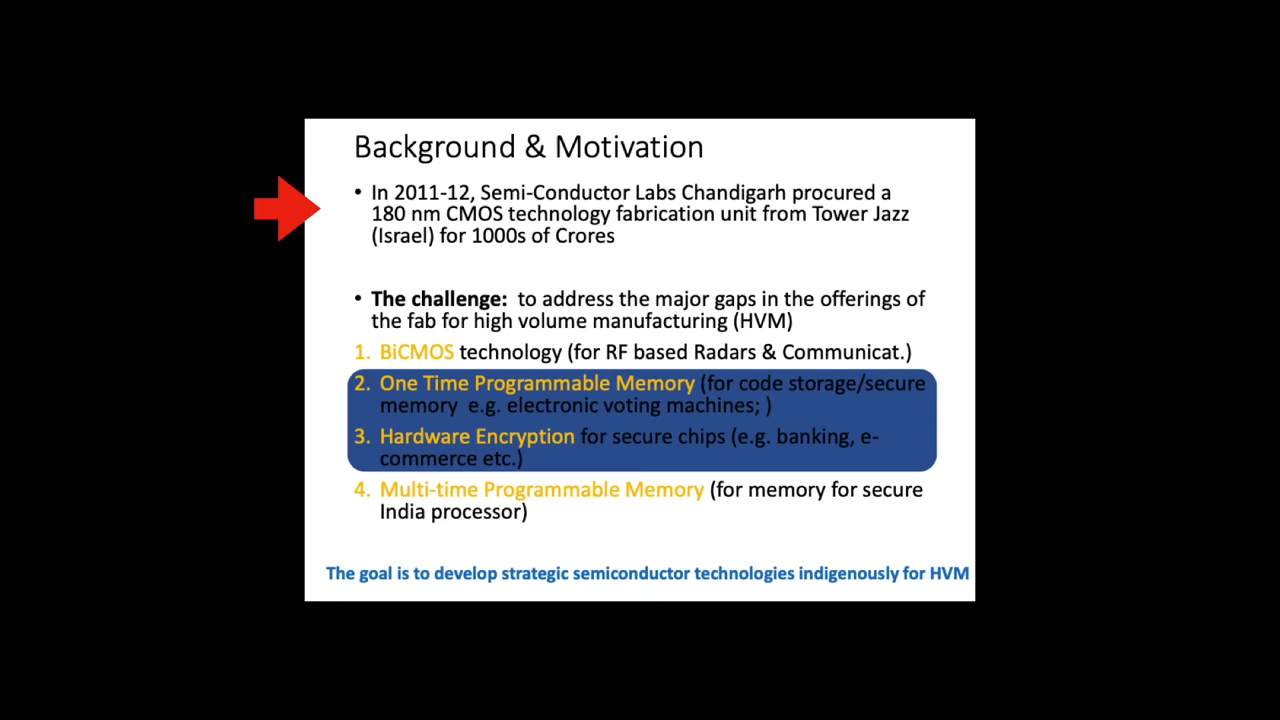 Background & Motivation
• In 2011-12, Semi-Conductor Labs Chandigarh procured a
180 nm CMOS technology fabrication unit from Tower Jazz
(Israel) for 1000s of Crores
• The challenge: to address the major gaps in the offerings of
the fab for high volume manufacturing (HVM)
1. BiCMOS technology (for RF based Radars & Communicat.)
2. One Time Programmable Memory (for code storage/secure
memory e.g. electronic voting machines; )
3. Hardware Encryption for secure chips (e.g. banking, e-
commerce etc.)
4. Multi-time Programmable Memory (for memory for secure
India processor)
The goal is to develop strategic semiconductor technologies indigenously for HVM